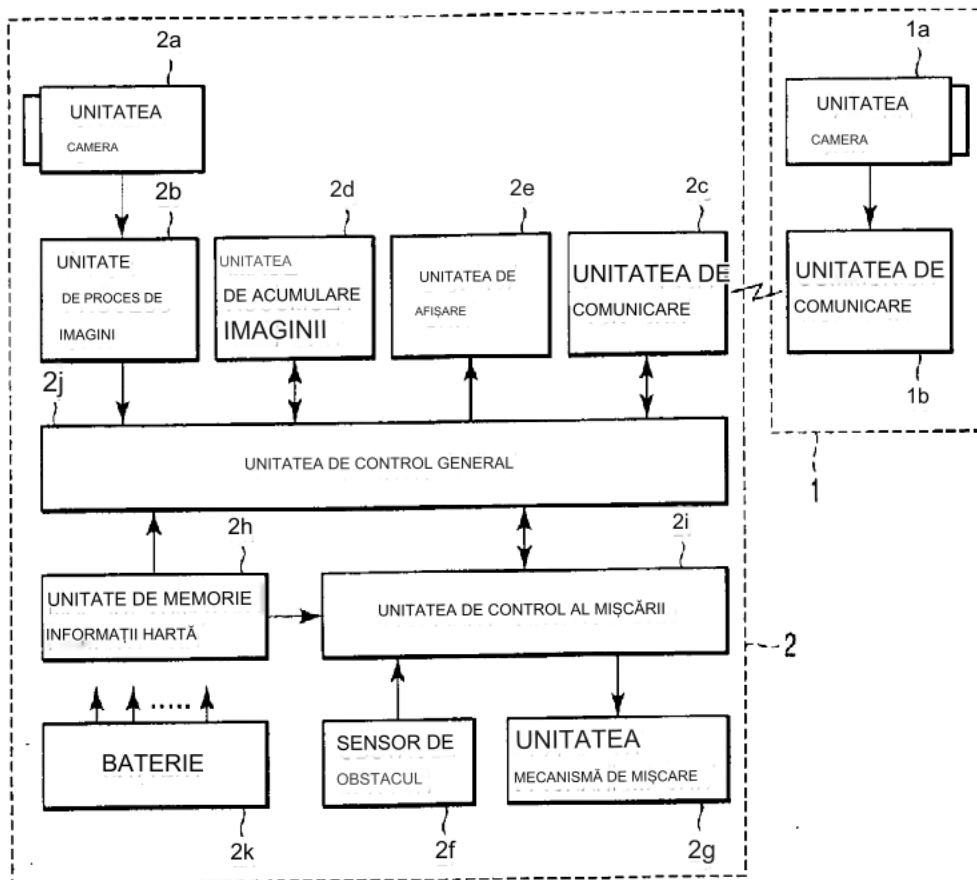 2a
UNITATEA
CAMERA
1a
UNITATEA
CAMERA
2b
UNITATE
DE PROCES DE
IMAGINI
2d
UNITATEA
DE ACUMULARE
IMAGINII
2e
UNITATEA DE
AFIȘARE
2c
UNITATEA DE
COMUNICARE
UNITATEA DE
COMUNICARE
1b
1
2j
UNITATEA DE CONTROL GENERAL
2h
UNITATE DE MEMORIE
INFORMAȚII HARTĂ
2i
UNITATEA DE CONTROL AL MIȘCĂRII
2
BATERIE
2k
SENSOR DE
OBSTACUL
2f
UNITATEA
MECANISMĂ DE MIȘCARE
2g